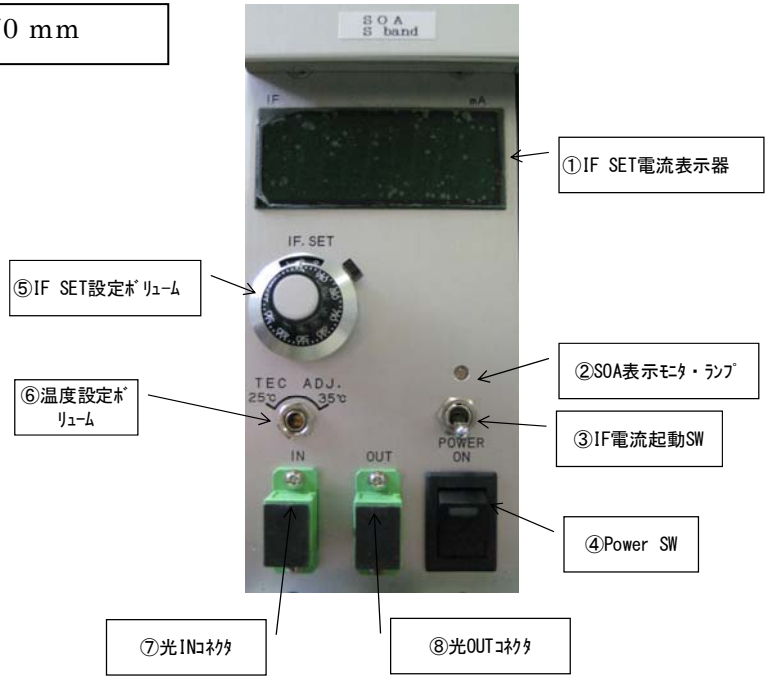 70 mm
SOA
S band
IF mA
①IF SET電流表示器
IF.SET
⑤IF SET設定ﾎﾞﾘｭｰﾑ
②SOA表示ﾓﾆﾀ・ﾗﾝﾌﾟ
TEC ADJ.
25℃ 35℃
⑥温度設定ﾎﾞ
ﾘｭｰﾑ
③IF電流起動SW
POWER
IN OUT ON
④Power SW
⑦光INｺﾈｸﾀ
⑧光OUTｺﾈｸﾀ